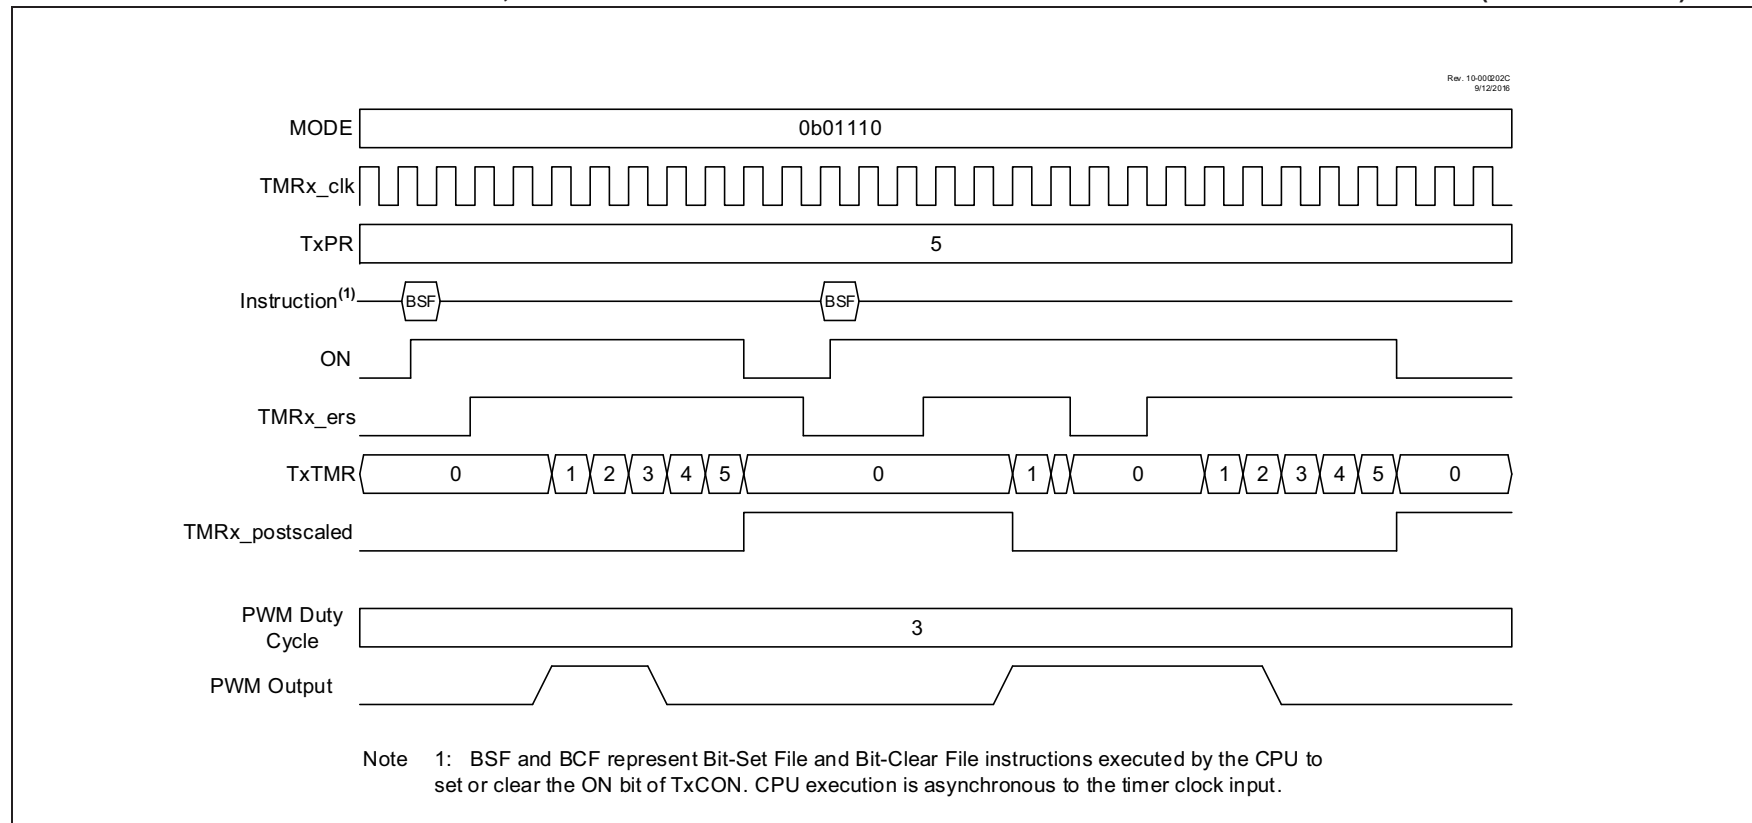 Rev. 10-000202C
9/12/2016
MODE 0b01110
TMRx_clk
TxPR 5
Instruction(1) BSF BSF
ON
TMRx_ers
TxTMR 0 1 2 3 4 5 0 1 0 1 2 3 4 5 0
TMRx_postscaled
PWM Duty
Cycle 3
PWM Output
Note 1: BSF and BCF represent Bit-Set File and Bit-Clear File instructions executed by the CPU to
set or clear the ON bit of TxCON. CPU execution is asynchronous to the timer clock input.